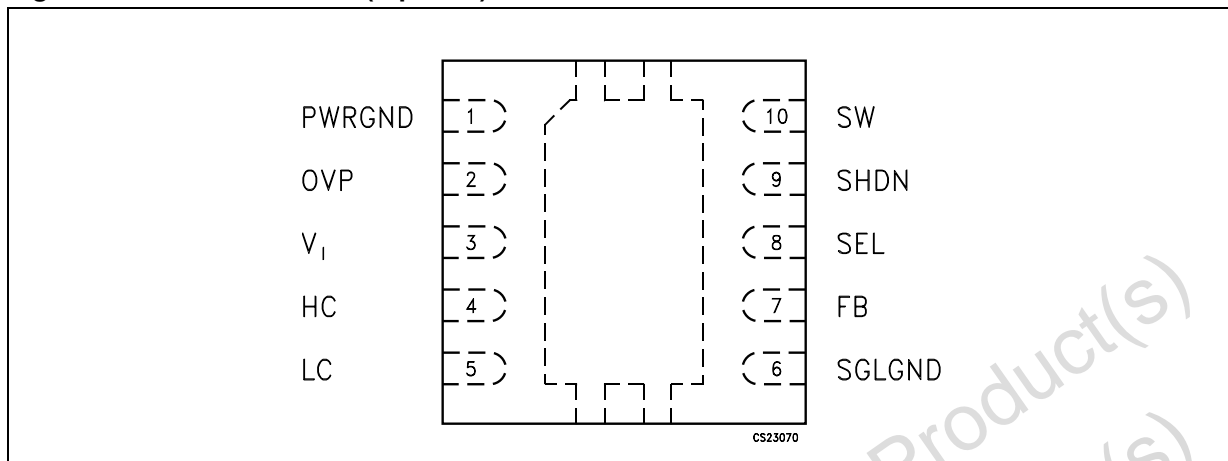 PWRGND 1 10 SW
OVP 2 9 SHDN
VI 3 8 SEL
HC 4 7 FB
LC 5 6 SGLGND
CS23070
Product(s)